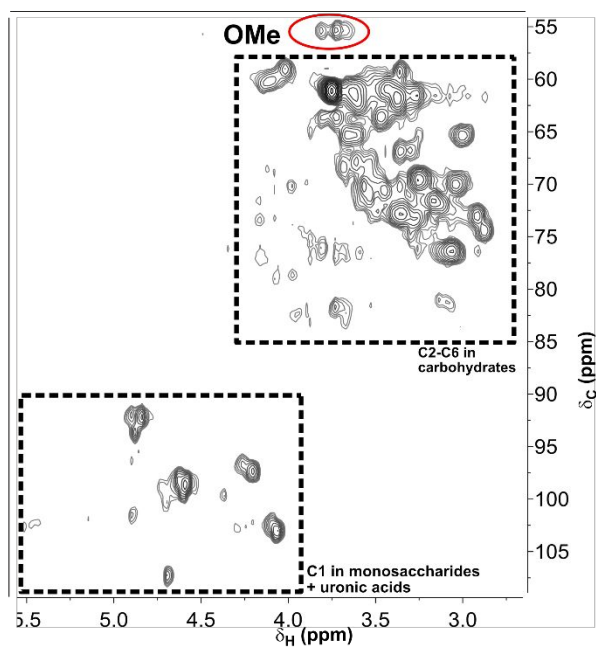 OMe
55
60
65
70
75
80
85
90
95
100
105
C2-C6 in
carbohydrates
δC (ppm)
C1 in monosaccharides
+ uronic acids
5.5 5.0 4.5 4.0 3.5 3.0
δH (ppm)